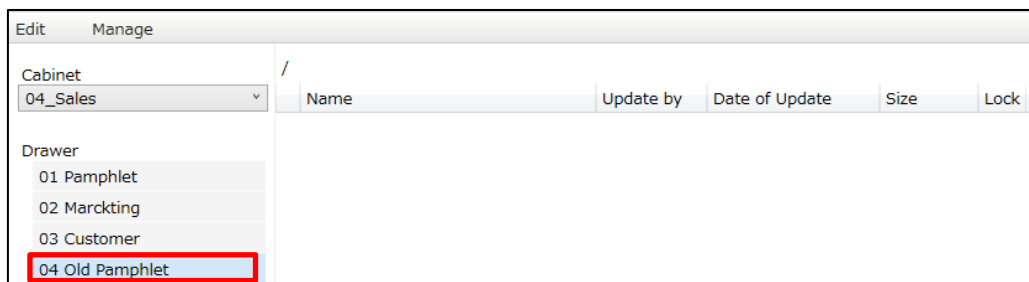 Edit Manage
Cabinet
04_Sales
/
Name Update by Date of Update Size Lock
Drawer
01 Pamphlet
02 Marckting
03 Customer
04 Old Pamphlet